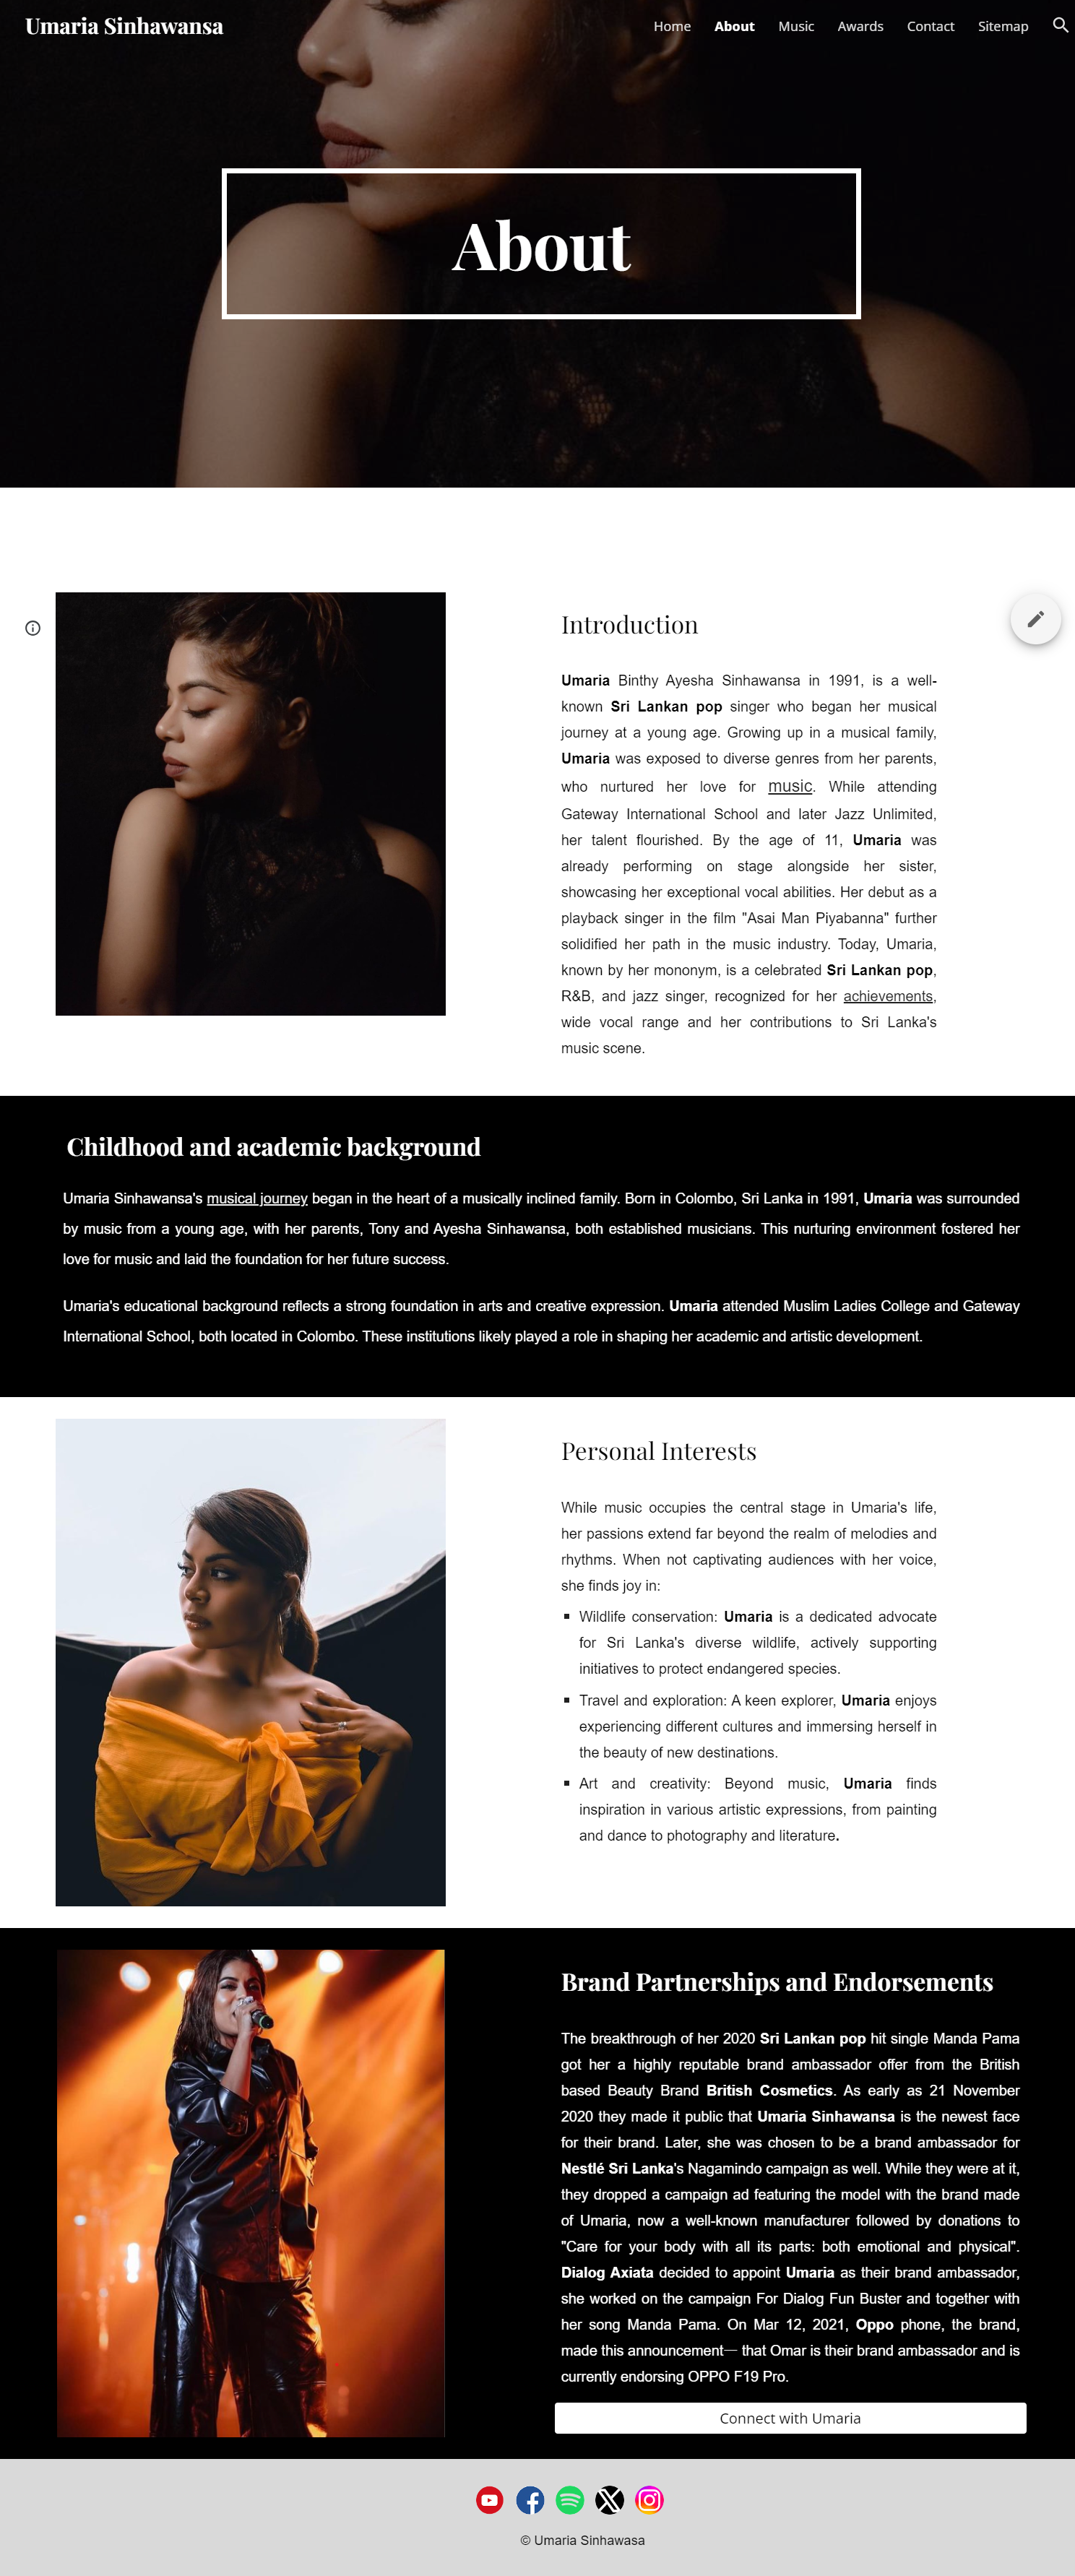 Umaria Sinhawansa
Home About Music Awards Contact Sitemap
About
Introduction
Umaria Binthy Ayesha Sinhawansa in 1991, is a well-
known Sri Lankan pop singer who began her musical
journey at a young age. Growing up in a musical family,
Umaria was exposed to diverse genres from her parents,
who nurtured her love for music. While attending
Gateway International School and later Jazz Unlimited,
her talent flourished. By the age of 11, Umaria was
already performing on stage alongside her sister,
showcasing her exceptional vocal abilities. Her debut as a
playback singer in the film "Asai Man Piyabanna" further
solidified her path in the music industry. Today, Umaria,
known by her mononym, is a celebrated Sri Lankan pop,
R&B, and jazz singer, recognized for her achievements,
wide vocal range and her contributions to Sri Lanka's
music scene.
Childhood and academic background
Umaria Sinhawansa's musical journey began in the heart of a musically inclined family. Born in Colombo, Sri Lanka in 1991, Umaria was surrounded
by music from a young age, with her parents, Tony and Ayesha Sinhawansa, both established musicians. This nurturing environment fostered her
love for music and laid the foundation for her future success.
Umaria's educational background reflects a strong foundation in arts and creative expression. Umaria attended Muslim Ladies College and Gateway
International School, both located in Colombo. These institutions likely played a role in shaping her academic and artistic development.
Personal Interests
While music occupies the central stage in Umaria's life,
her passions extend far beyond the realm of melodies and
rhythms. When not captivating audiences with her voice,
she finds joy in:
▪ Wildlife conservation: Umaria is a dedicated advocate
for Sri Lanka's diverse wildlife, actively supporting
initiatives to protect endangered species.
▪ Travel and exploration: A keen explorer, Umaria enjoys
experiencing different cultures and immersing herself in
the beauty of new destinations.
▪ Art and creativity: Beyond music, Umaria finds
inspiration in various artistic expressions, from painting
and dance to photography and literature.
Brand Partnerships and Endorsements
The breakthrough of her 2020 Sri Lankan pop hit single Manda Pama
got her a highly reputable brand ambassador offer from the British
based Beauty Brand British Cosmetics. As early as 21 November
2020 they made it public that Umaria Sinhawansa is the newest face
for their brand. Later, she was chosen to be a brand ambassador for
Nestlé Sri Lanka's Nagamindo campaign as well. While they were at it,
they dropped a campaign ad featuring the model with the brand made
of Umaria, now a well-known manufacturer followed by donations to
"Care for your body with all its parts: both emotional and physical".
Dialog Axiata decided to appoint Umaria as their brand ambassador,
she worked on the campaign For Dialog Fun Buster and together with
her song Manda Pama. On Mar 12, 2021, Oppo phone, the brand,
made this announcement— that Omar is their brand ambassador and is
currently endorsing OPPO F19 Pro.
Connect with Umaria
© Umaria Sinhawasa